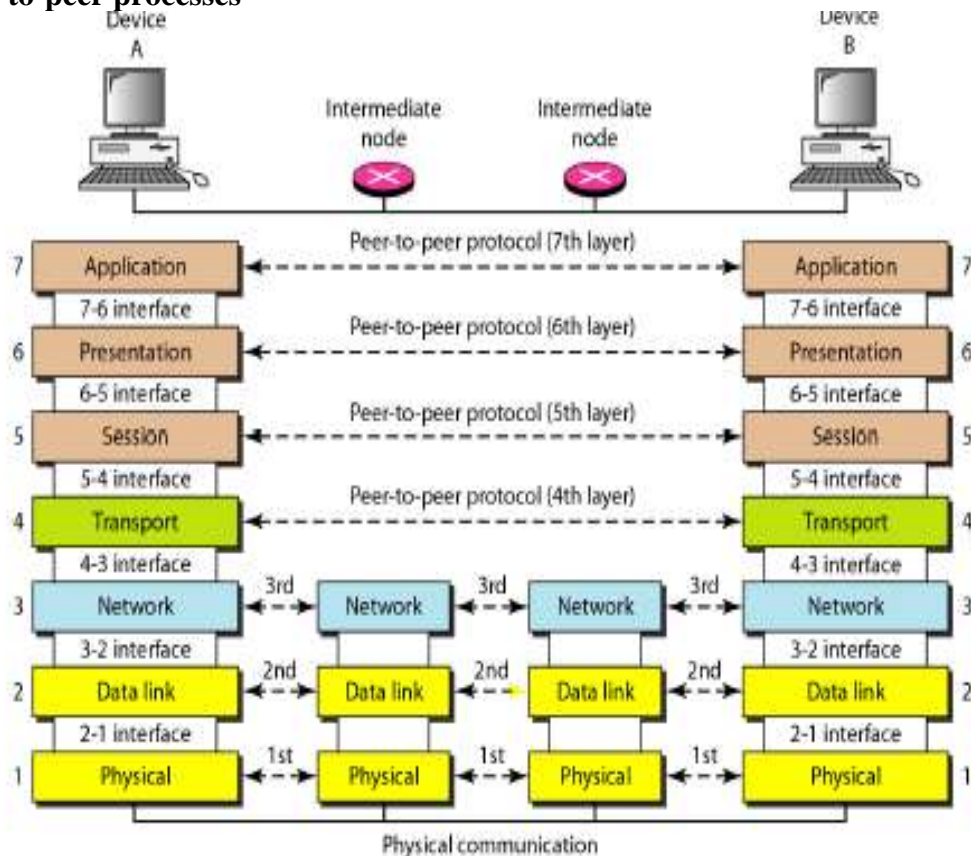 to-peer processes
Device
A
Device
B
Intermediate
node
Intermediate
node
Peer-to-peer protocol (7th layer)
7 Application Application 7
7-6 interface 7-6 interface
Peer-to-peer protocol (6th layer)
6 Presentation Presentation 6
6-5 interface 6-5 interface
Peer-to-peer protocol (5th layer)
5 Session Session 5
5-4 interface 5-4 interface
Peer-to-peer protocol (4th layer)
4 Transport Transport 4
4-3 interface 4-3 interface
3rd 3rd 3rd
3 Network Network Network Network 3
3-2 interface 3-2 interface
2nd 2nd 2nd
2 Data link Data link Data link Data link 2
2-1 interface 2-1 interface
1st 1st 1st
1 Physical Physical Physical Physical 1
Physical communication